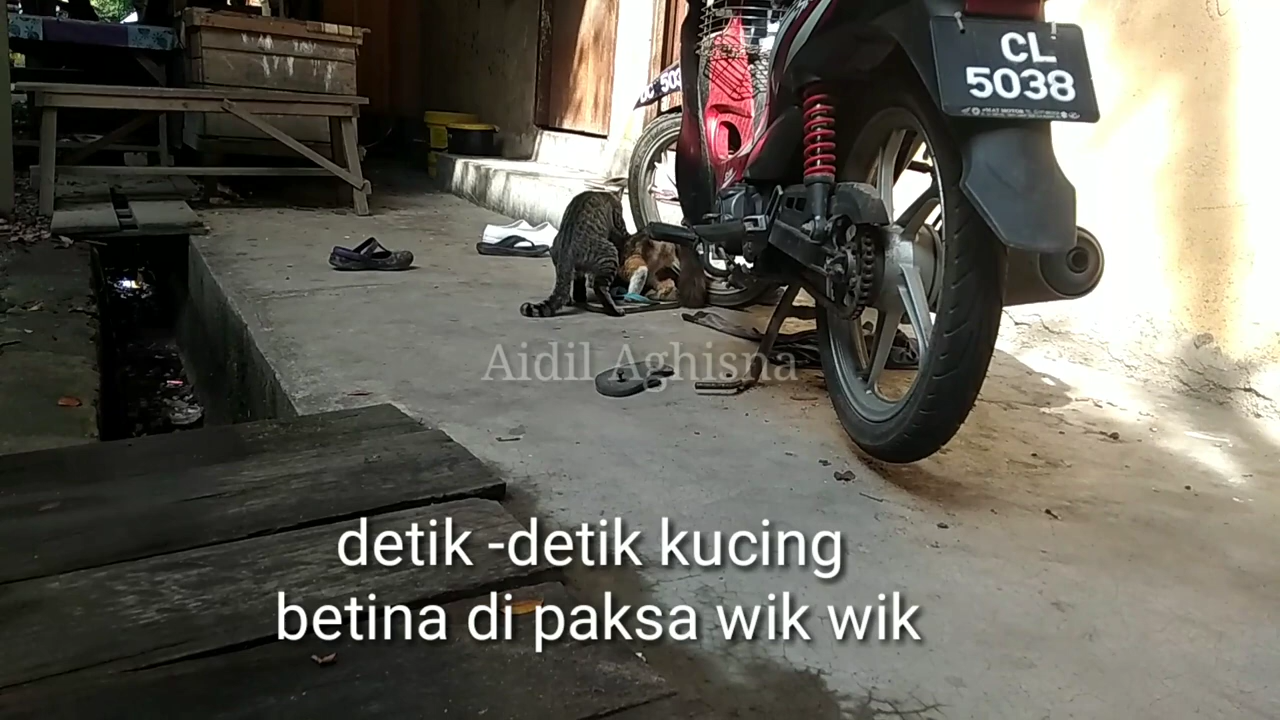 CL
5038
Aidil Aghisna
detik -detik kucing
betina di paksa wik wik